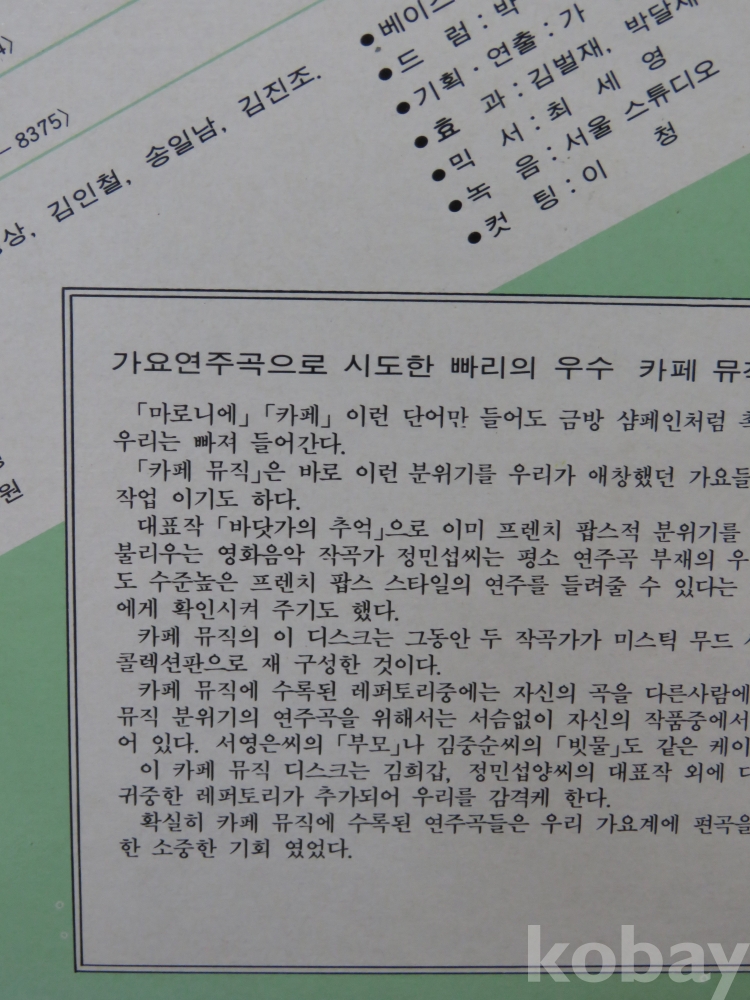 4〉
– 8375〉
상, 김인철, 송일남, 김진조.
●베이스
●드 럼 : 박
●기획·연출 : 가
●효 과 : 김벌재, 박달재
●믹 서 : 최 세 영
●녹 음 : 서울 스튜디오
●컷 팅 : 이 청
원
가요연주곡으로 시도한 빠리의 우수 카페 뮤직
「마로니에」「카페」 이런 단어만 들어도 금방 샴페인처럼 촉
우리는 빠져 들어간다.
「카페 뮤직」은 바로 이런 분위기를 우리가 애창했던 가요들
작업 이기도 하다.
대표작 「바닷가의 추억」으로 이미 프렌치 팝스적 분위기를
불리우는 영화음악 작곡가 정민섭씨는 평소 연주곡 부재의 우
도 수준높은 프렌치 팝스 스타일의 연주를 들려줄 수 있다는
에게 확인시켜 주기도 했다.
카페 뮤직의 이 디스크는 그동안 두 작곡가가 미스틱 무드
콜렉션판으로 재 구성한 것이다.
카페 뮤직에 수록된 레퍼토리중에는 자신의 곡을 다른사람에
뮤직 분위기의 연주곡을 위해서는 서슴없이 자신의 작품중에서
어 있다. 서영은씨의 「부모」나 김중순씨의 「빗물」도 같은 케이
이 카페 뮤직 디스크는 김희갑, 정민섭양씨의 대표작 외에 다
귀중한 레퍼토리가 추가되어 우리를 감격케 한다.
확실히 카페 뮤직에 수록된 연주곡들은 우리 가요계에 편곡을
한 소중한 기회 였었다.
kobay